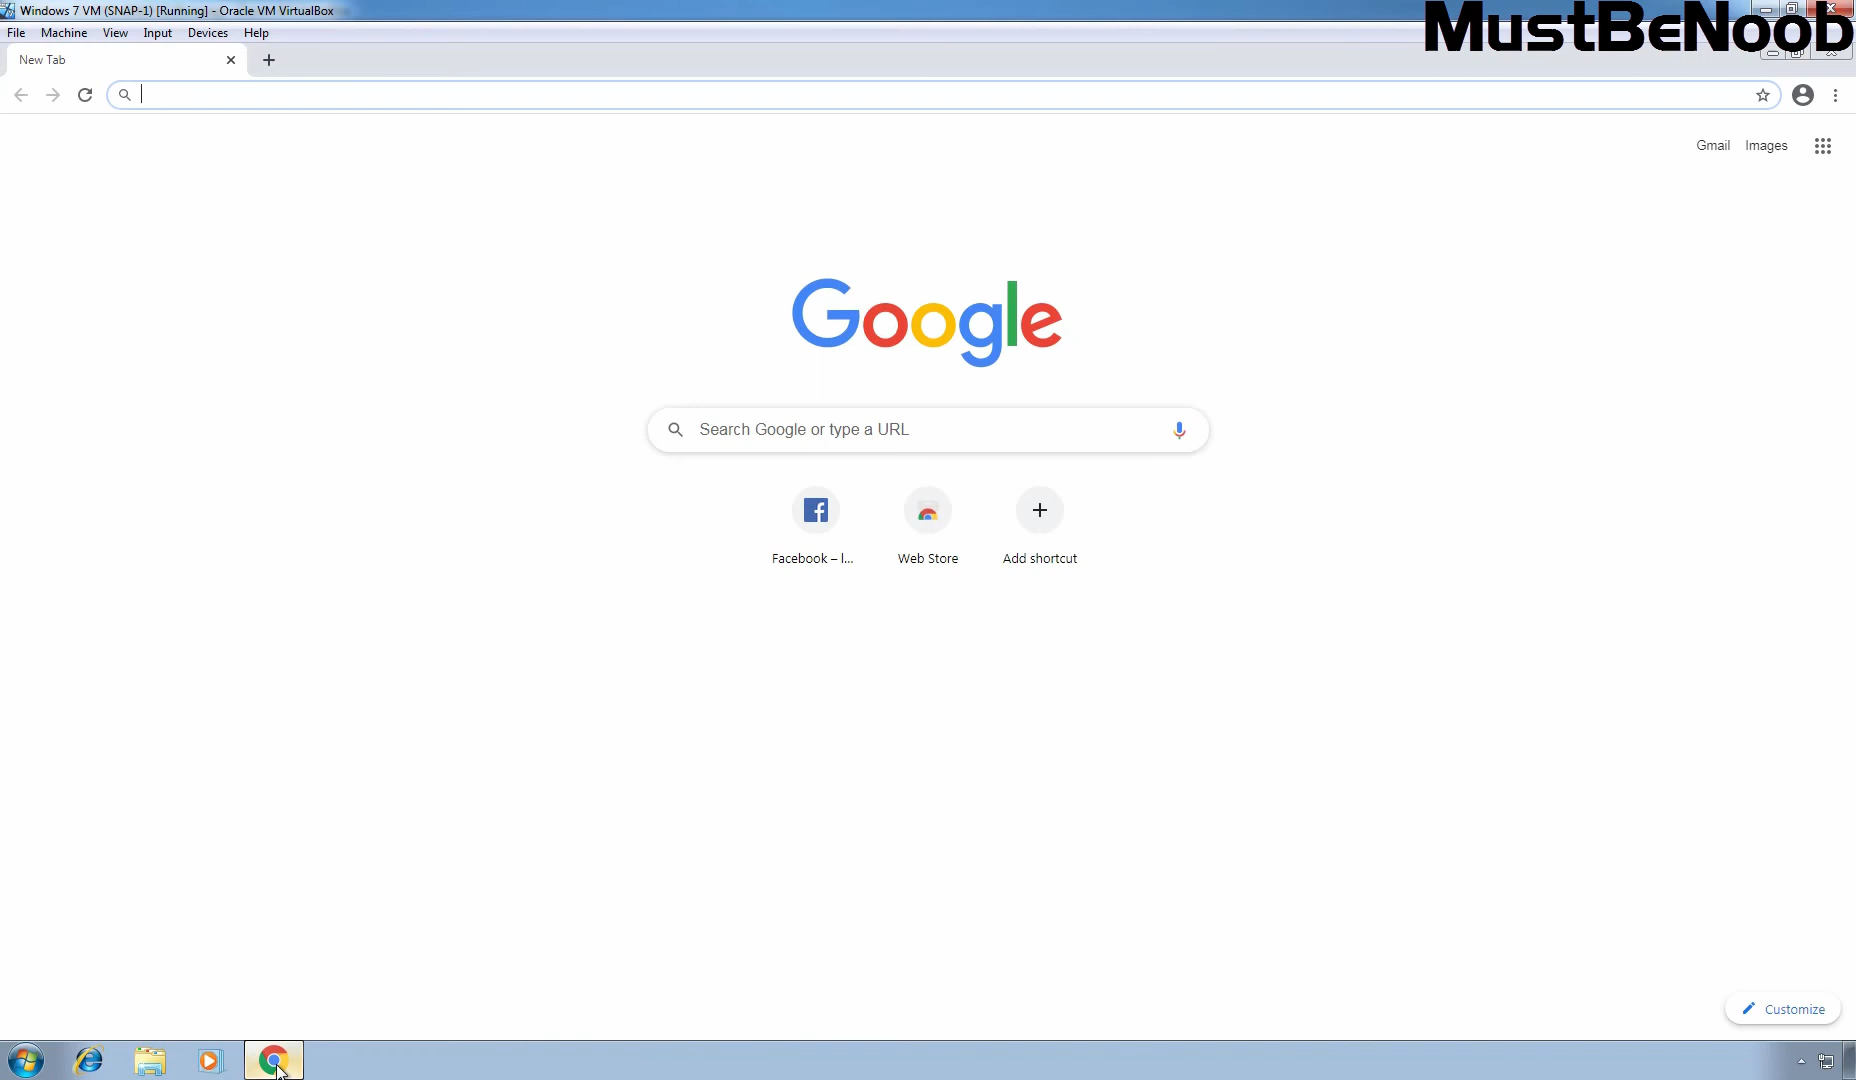 Windows 7 VM (SNAP-1) [Running] - Oracle VM VirtualBox
MustBeNoob
File Machine View Input Devices Help
New Tab
Gmail Images
Google
Search Google or type a URL
Facebook – l...
Web Store
Add shortcut
Customize